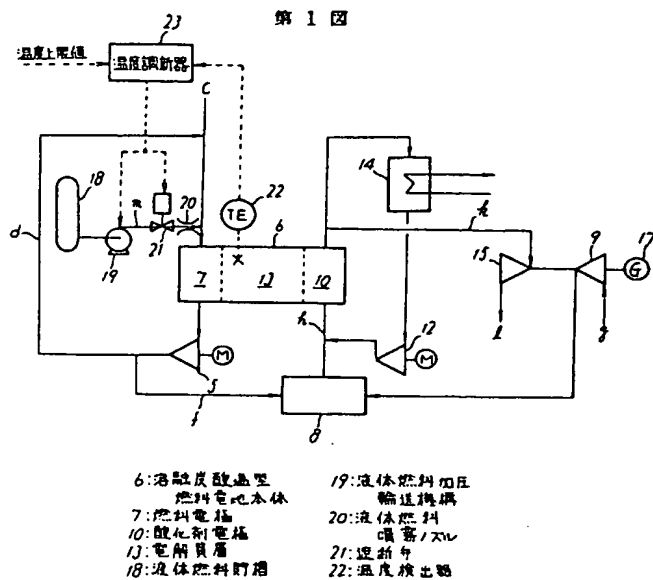 第 1 図
23
温度上限値
温度調節器
C
18
n
20
22
TE
14
d
19
21
6
k
15
9
17
G
7
13
10
x
h
12
M
M
5
f
8
l
g
6:溶融炭酸塩型
燃料電池本体
7:燃料電極
10:酸化剤電極
13:電解質層
18:液体燃料貯槽
19:液体燃料加圧
輸送機構
20:液体燃料
噴霧ノズル
21:遮断弁
22:温度検出器